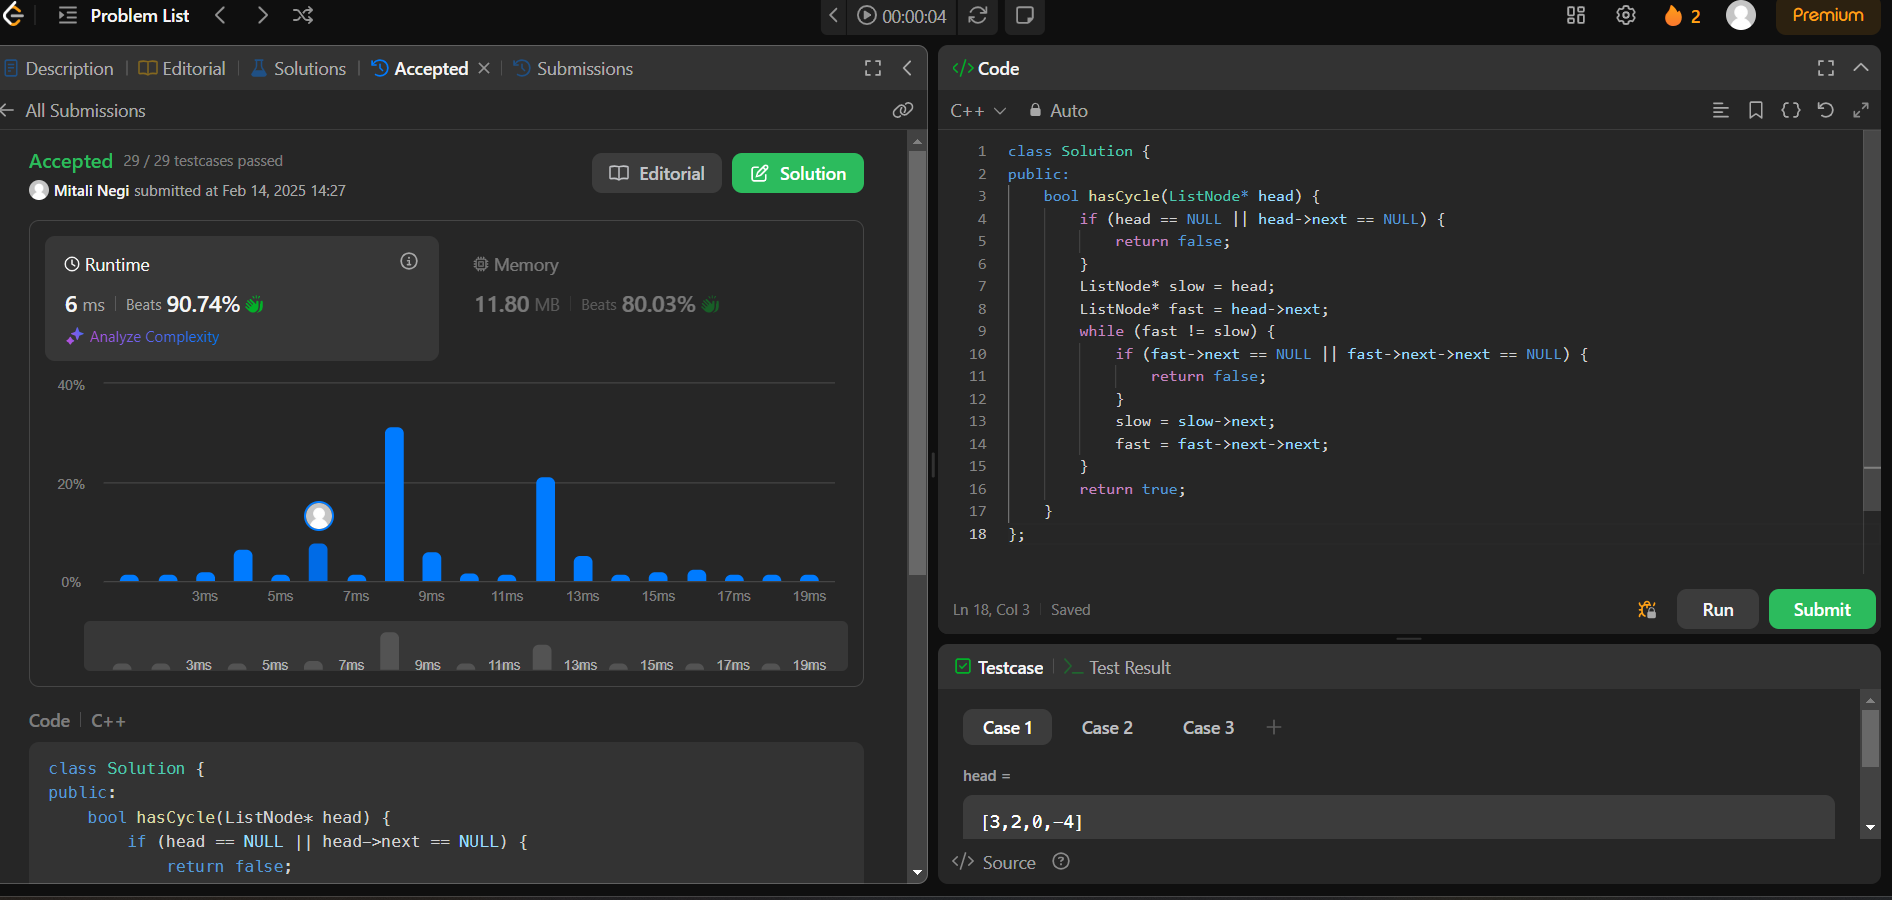 Problem List
00:00:04
2
Premium
Description
Editorial
Solutions
Accepted
Submissions
All Submissions
Accepted 29 / 29 testcases passed
Mitali Negi submitted at Feb 14, 2025 14:27
Editorial
Solution
Runtime
6 ms Beats 90.74%
Analyze Complexity
Memory
11.80 MB Beats 80.03%
40%
20%
0%
3ms 5ms 7ms 9ms 11ms 13ms 15ms 17ms 19ms
3ms 5ms 7ms 9ms 11ms 13ms 15ms 17ms 19ms
Code C++
class Solution {
public:
    bool hasCycle(ListNode* head) {
        if (head == NULL || head->next == NULL) {
            return false;
</> Code
C++ Auto
1 class Solution {
2 public:
3     bool hasCycle(ListNode* head) {
4         if (head == NULL || head->next == NULL) {
5             return false;
6         }
7         ListNode* slow = head;
8         ListNode* fast = head->next;
9         while (fast != slow) {
10             if (fast->next == NULL || fast->next->next == NULL) {
11                 return false;
12             }
13             slow = slow->next;
14             fast = fast->next->next;
15         }
16         return true;
17     }
18 };
Ln 18, Col 3 Saved
Run
Submit
Testcase
>_ Test Result
Case 1 Case 2 Case 3 +
head =
[3,2,0,-4]
</> Source ?